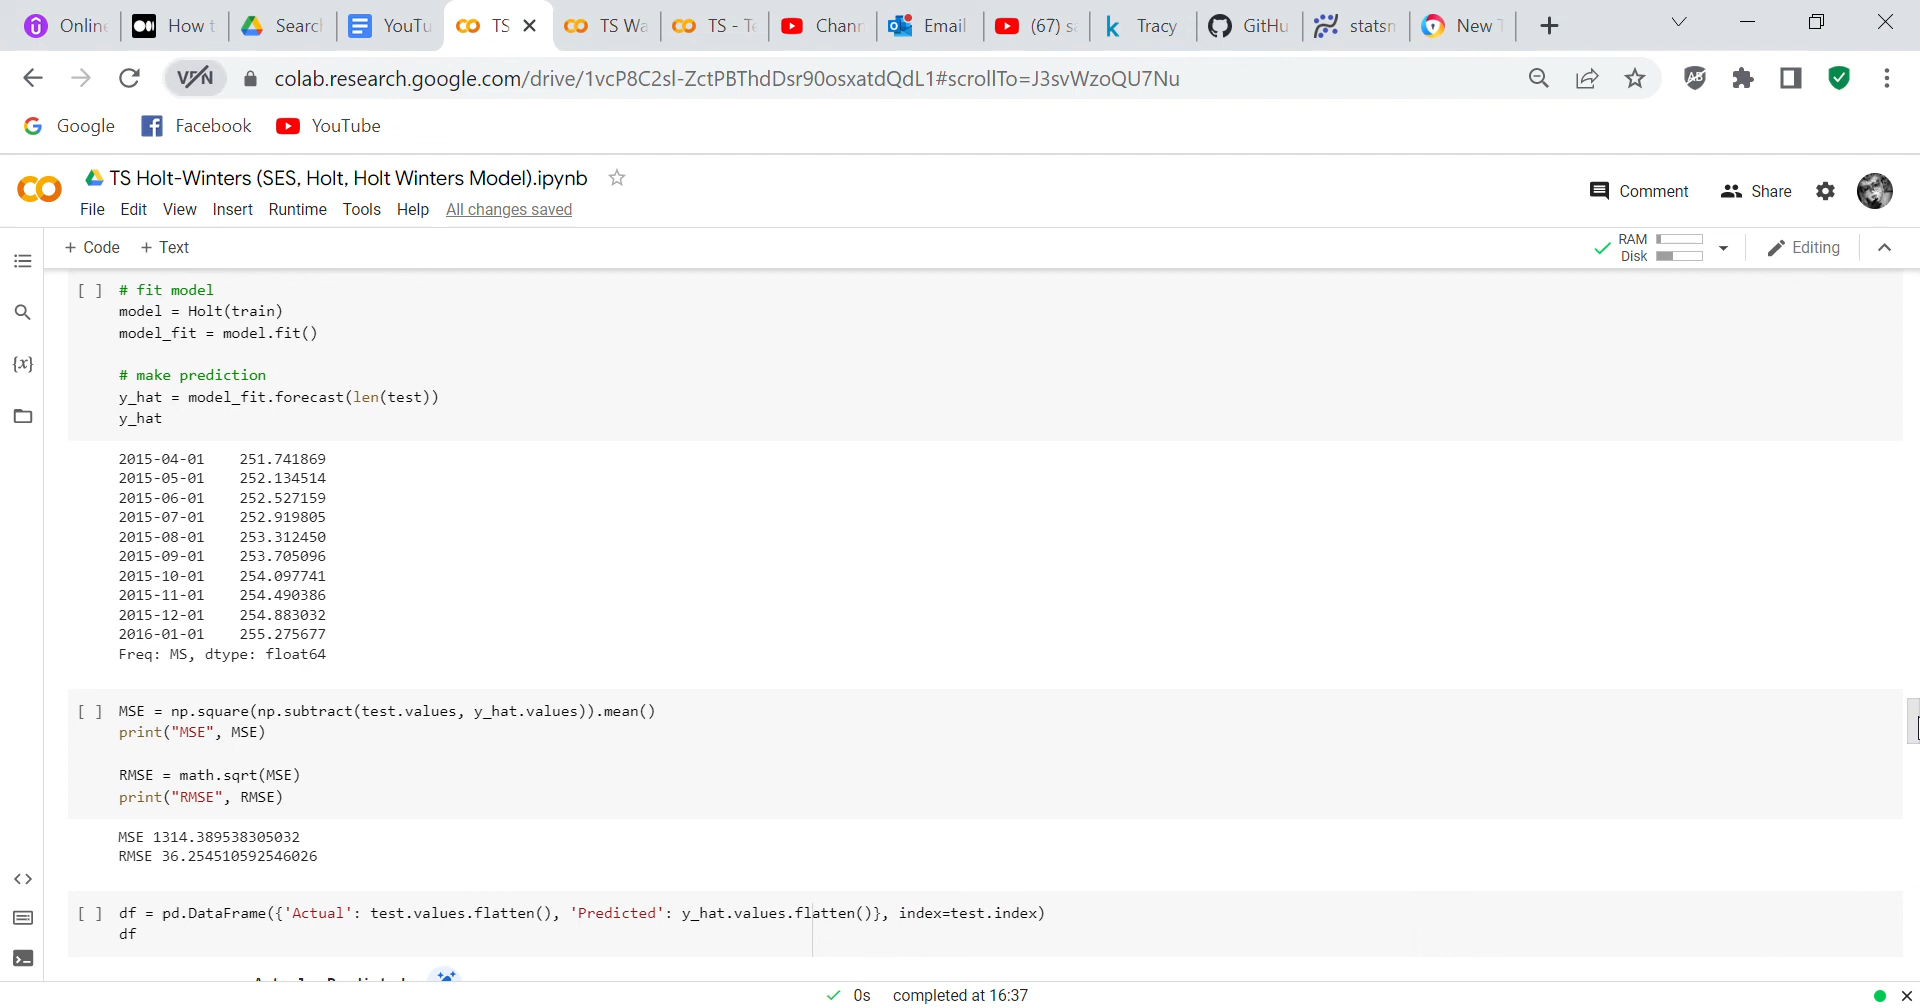 Online
How t
Search
YouTu
TS
TS Wa
TS - Te
Chann
Email
(67) sa
Tracy
GitHu
statsm
New T
VPN
colab.research.google.com/drive/1vcP8C2sl-ZctPBThdDsr90osxatdQdL1#scrollTo=J3svWzoQU7Nu
Google Facebook YouTube
TS Holt-Winters (SES, Holt, Holt Winters Model).ipynb
Comment Share
File Edit View Insert Runtime Tools Help All changes saved
+ Code + Text
RAM
Disk
Editing
[ ] # fit model
model = Holt(train)
model_fit = model.fit()
# make prediction
y_hat = model_fit.forecast(len(test))
y_hat
2015-04-01 251.741869
2015-05-01 252.134514
2015-06-01 252.527159
2015-07-01 252.919805
2015-08-01 253.312450
2015-09-01 253.705096
2015-10-01 254.097741
2015-11-01 254.490386
2015-12-01 254.883032
2016-01-01 255.275677
Freq: MS, dtype: float64
[ ] MSE = np.square(np.subtract(test.values, y_hat.values)).mean()
print("MSE", MSE)
RMSE = math.sqrt(MSE)
print("RMSE", RMSE)
MSE 1314.389538305032
RMSE 36.254510592546026
[ ] df = pd.DataFrame({'Actual': test.values.flatten(), 'Predicted': y_hat.values.flatten()}, index=test.index)
df
0s completed at 16:37